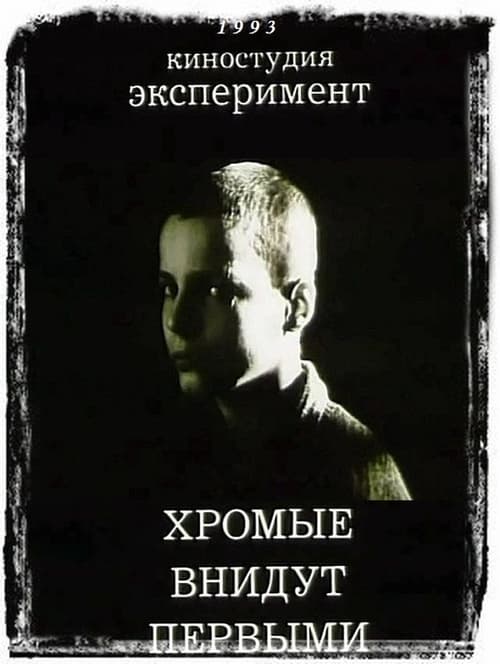 1993
КИНОСТУДИЯ
ЭКСПЕРИМЕНТ
ХРОМЫЕ
ВНИДУТ
ПЕРВЫМИ